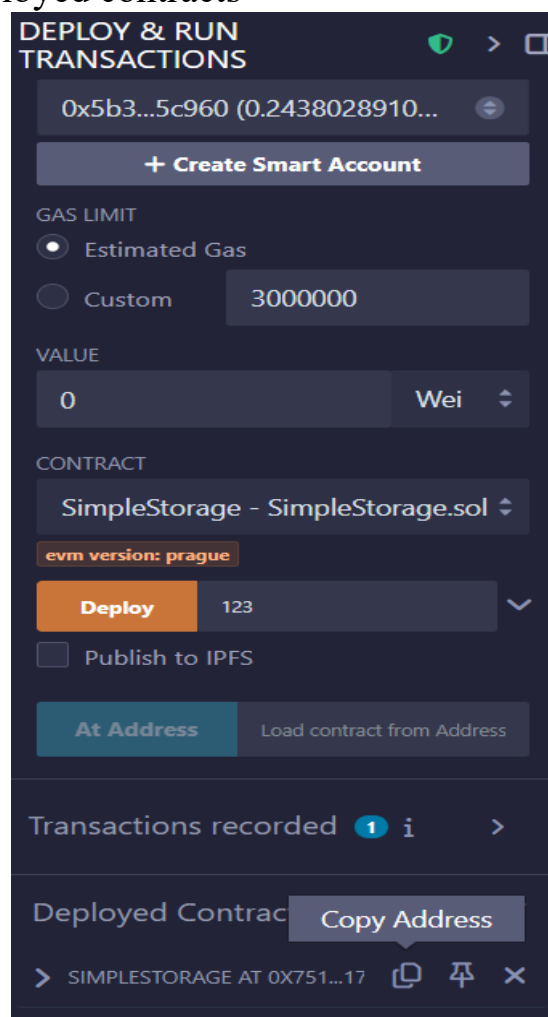 DEPLOY & RUN
TRANSACTIONS
0x5b3...5c960 (0.2438028910...
+ Create Smart Account
GAS LIMIT
Estimated Gas
Custom 3000000
VALUE
0 Wei
CONTRACT
SimpleStorage - SimpleStorage.sol
evm version: prague
Deploy 123
Publish to IPFS
At Address Load contract from Address
Transactions recorded 1 i
Deployed Contrac
Copy Address
SIMPLESTORAGE AT 0X751...17